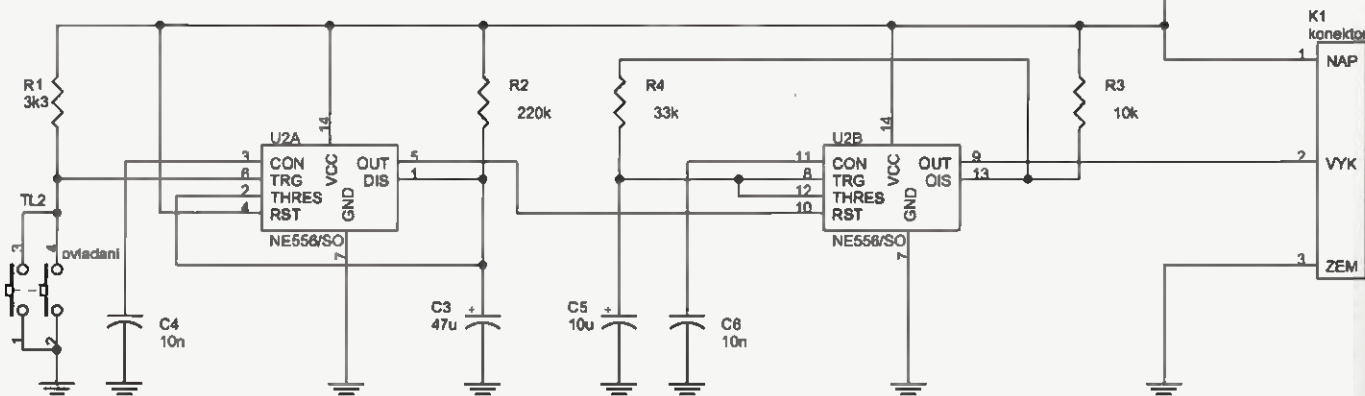 K1
konektor
1
NAP
R1
3k3
R2
220k
R4
33k
R3
10k
14
14
U2A
U2B
3
CON
VCC
OUT
5
6
TRG
DIS
1
2
THRES
GND
4
RST
NE556/SO
7
11
CON
VCC
OUT
9
8
TRG
DIS
13
12
THRES
GND
10
RST
NE556/SO
7
2
VYK
TL2
3
4
ovladani
1
2
3
ZEM
C4
10n
C3
+
47u
C5
+
10u
C6
10n